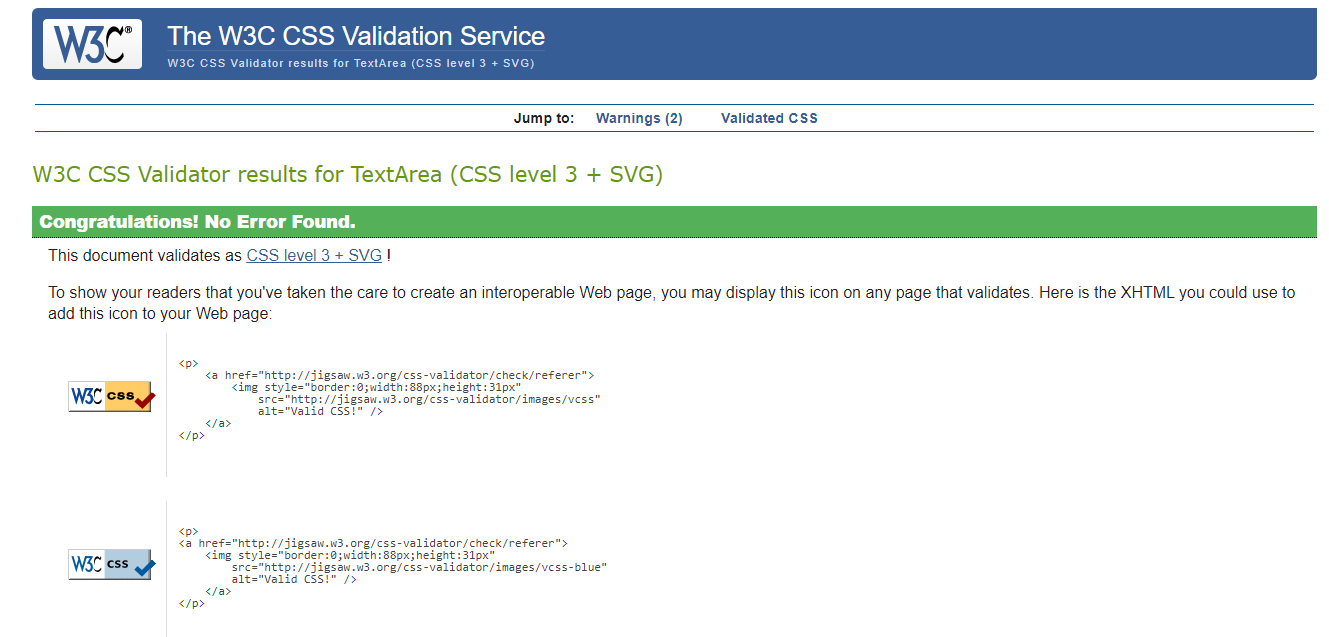 W3C® The W3C CSS Validation Service
W3C CSS Validator results for TextArea (CSS level 3 + SVG)
Jump to: Warnings (2) Validated CSS
W3C CSS Validator results for TextArea (CSS level 3 + SVG)
Congratulations! No Error Found.
This document validates as CSS level 3 + SVG !
To show your readers that you've taken the care to create an interoperable Web page, you may display this icon on any page that validates. Here is the XHTML you could use to
add this icon to your Web page:
<p>
<a href="http://jigsaw.w3.org/css-validator/check/referer">
<img style="border:0;width:88px;height:31px"
W3C css
src="http://jigsaw.w3.org/css-validator/images/vcss"
alt="Valid CSS!" />
</a>
</p>
<p>
<a href="http://jigsaw.w3.org/css-validator/check/referer">
<img style="border:0;width:88px;height:31px"
W3C css
src="http://jigsaw.w3.org/css-validator/images/vcss-blue"
alt="Valid CSS!" />
</a>
</p>